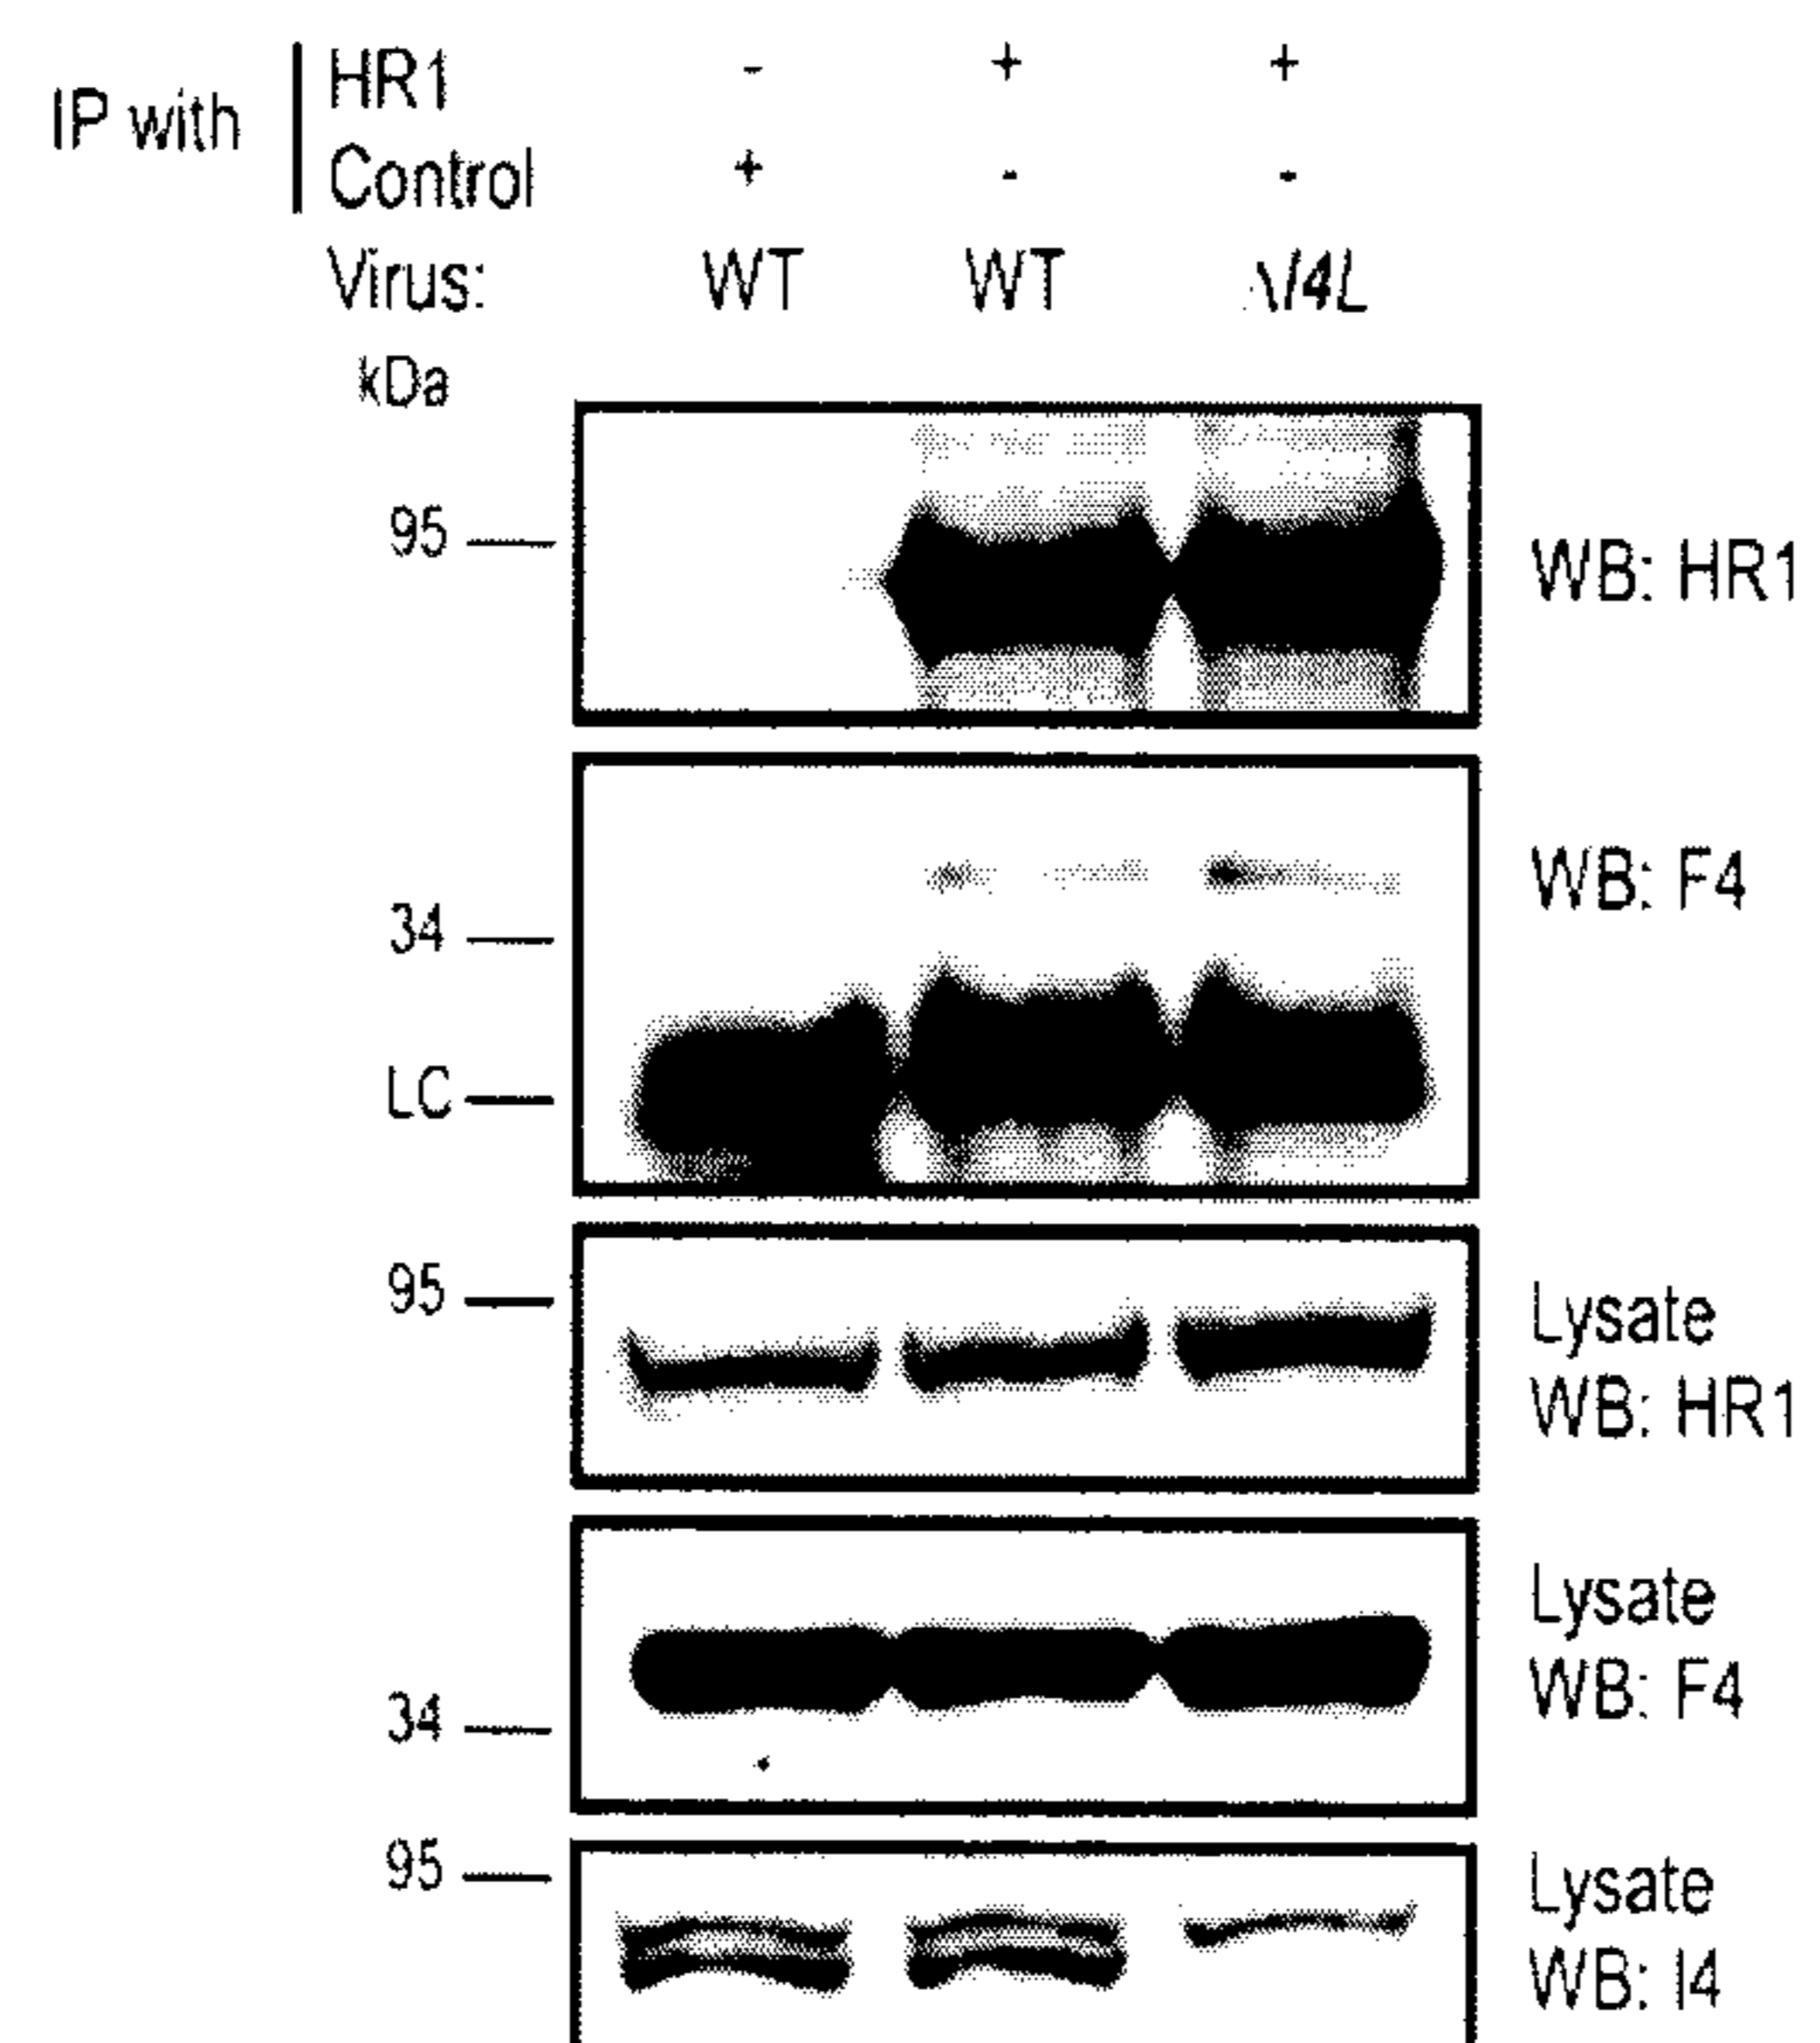 IP with HR1 - + +
Control + - -
Virus: WT WT ΔI4L
kDa
95 WB: HR1
WB: F4
34
LC
95 Lysate
WB: HR1
Lysate
WB: F4
34
95 Lysate
WB: I4